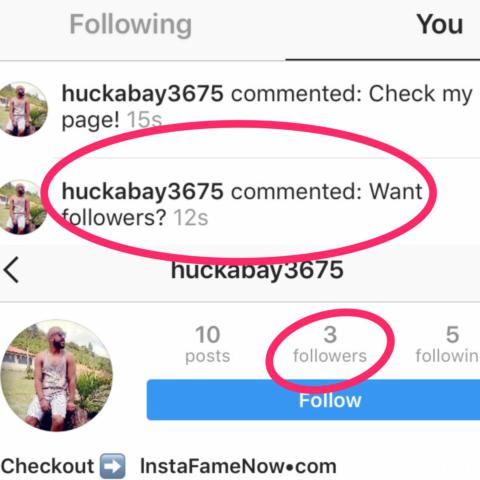 Following You
huckabay3675 commented: Check my
page! 15s
huckabay3675 commented: Want
followers? 12s
huckabay3675
10 3 5
posts followers followin
Follow
Checkout ➡️ InstaFameNow•com